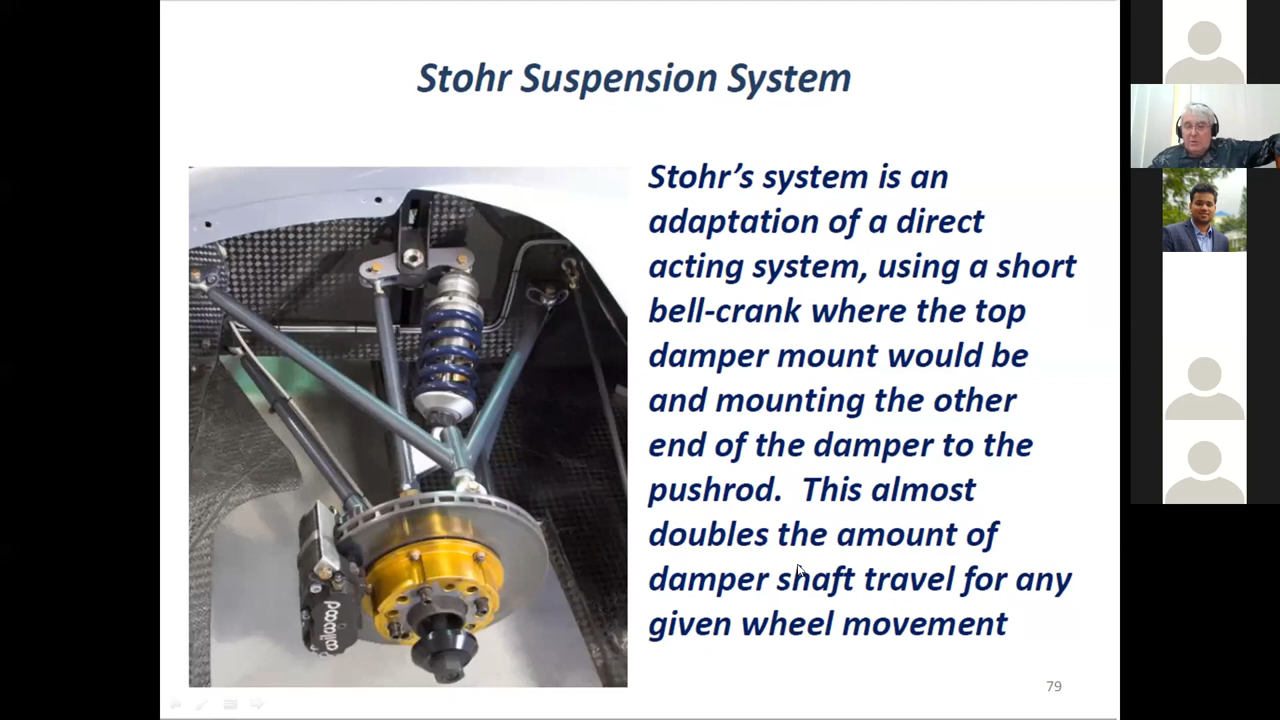 Stohr Suspension System
Stohr’s system is an
adaptation of a direct
acting system, using a short
bell-crank where the top
damper mount would be
and mounting the other
end of the damper to the
pushrod.  This almost
doubles the amount of
damper shaft travel for any
given wheel movement
wilwood
79